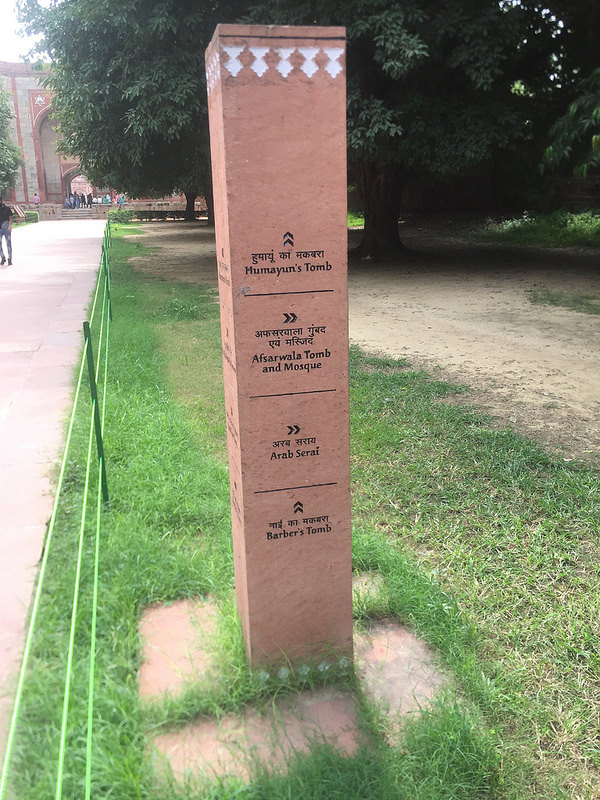 हुमायूं का मकबरा
Humayun's Tomb
अफसरवाला गुंबद
एवं मस्जिद
Afsarwala Tomb
and Mosque
अरब सराय
Arab Serai
नाई का मकबरा
Barber's Tomb